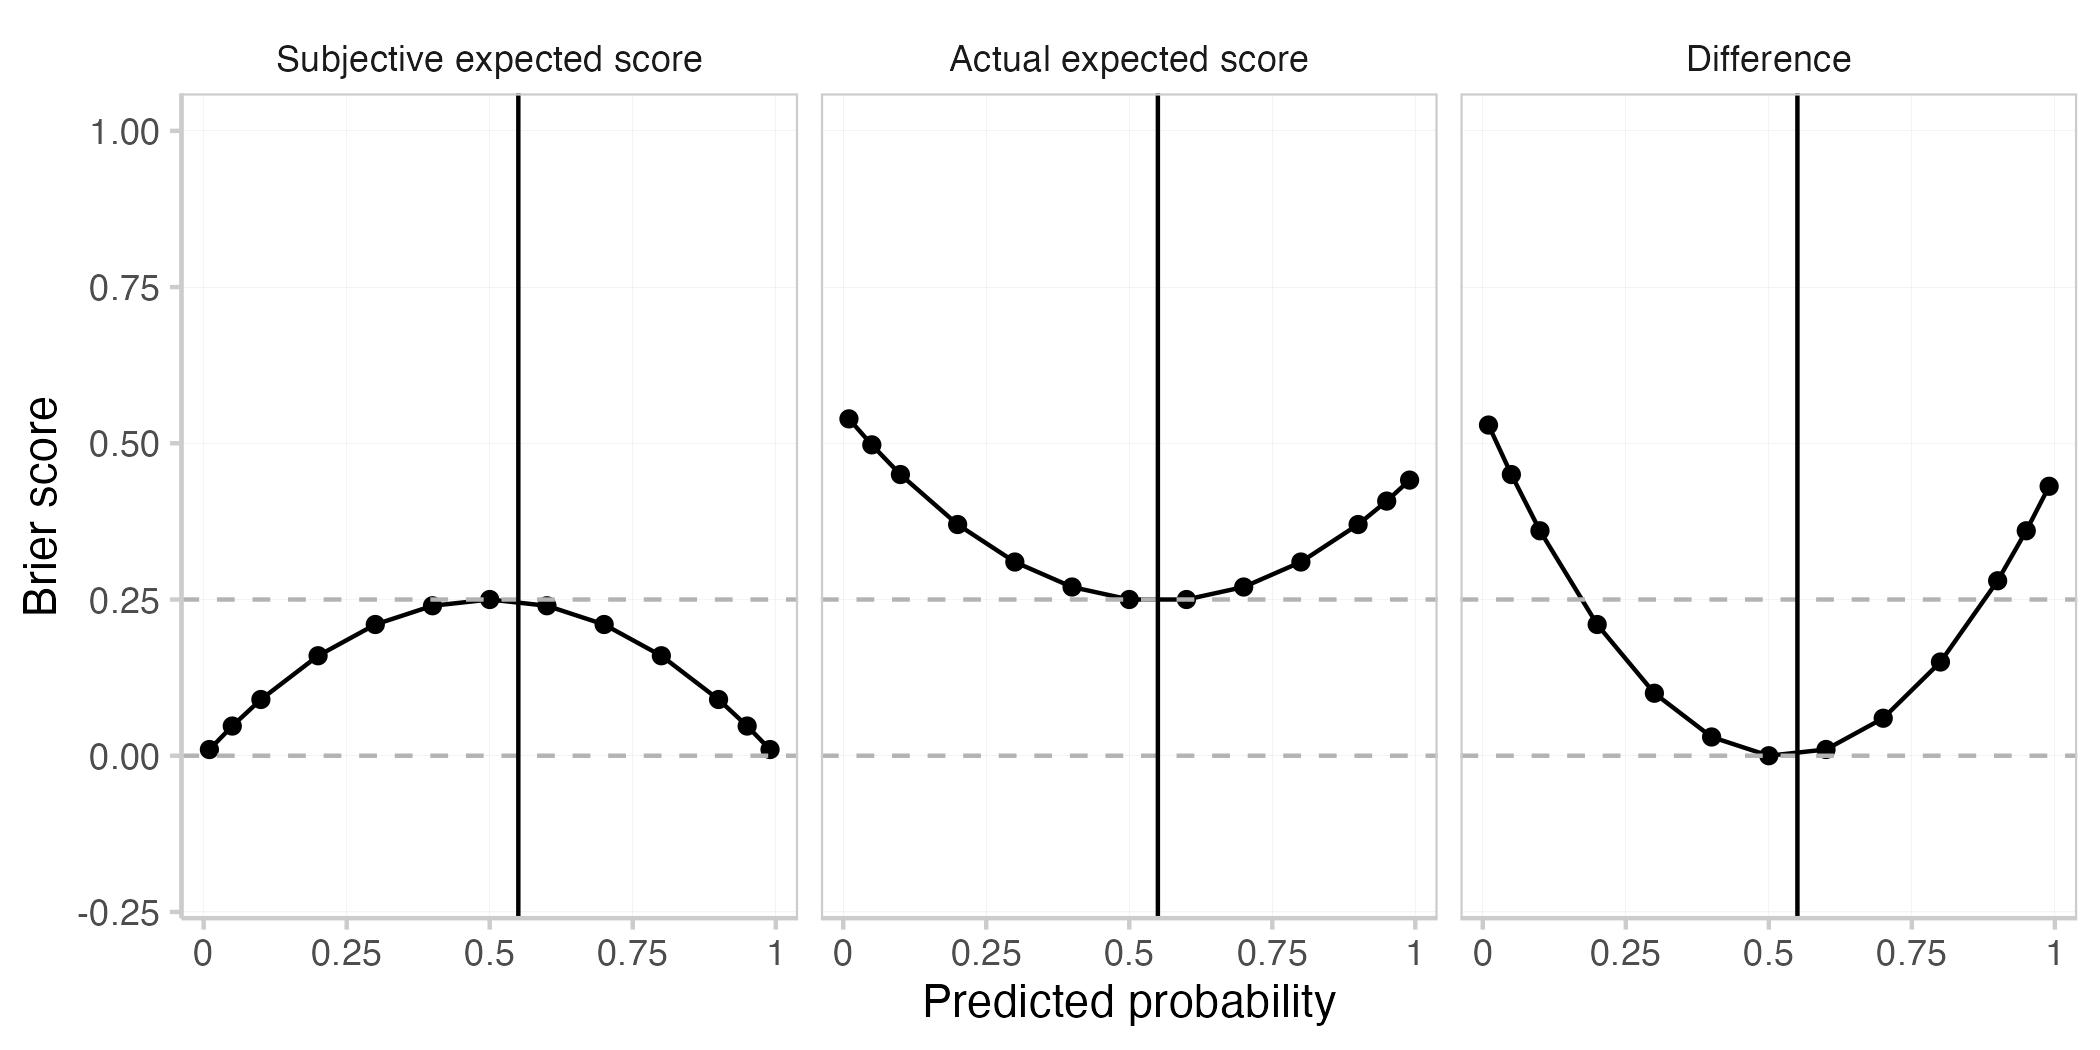 Subjective expected score
Actual expected score
Difference
1.00
0.75
0.50
0.25
0.00
-0.25
Brier score
0 0.25 0.5 0.75 1
0 0.25 0.5 0.75 1
0 0.25 0.5 0.75 1
Predicted probability